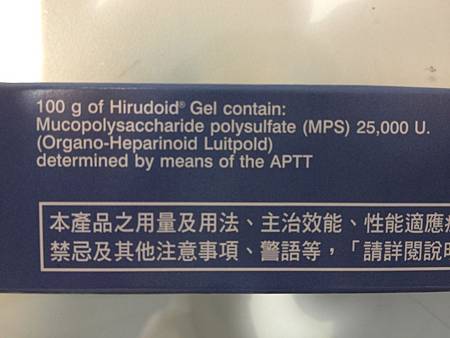 100 g of Hirudoid® Gel contain:
Mucopolysaccharide polysulfate (MPS) 25,000 U.
(Organo-Heparinoid Luitpold)
determined by means of the APTT
本產品之用量及用法、主治效能、性能適應
禁忌及其他注意事項、警語等，「請詳閱說